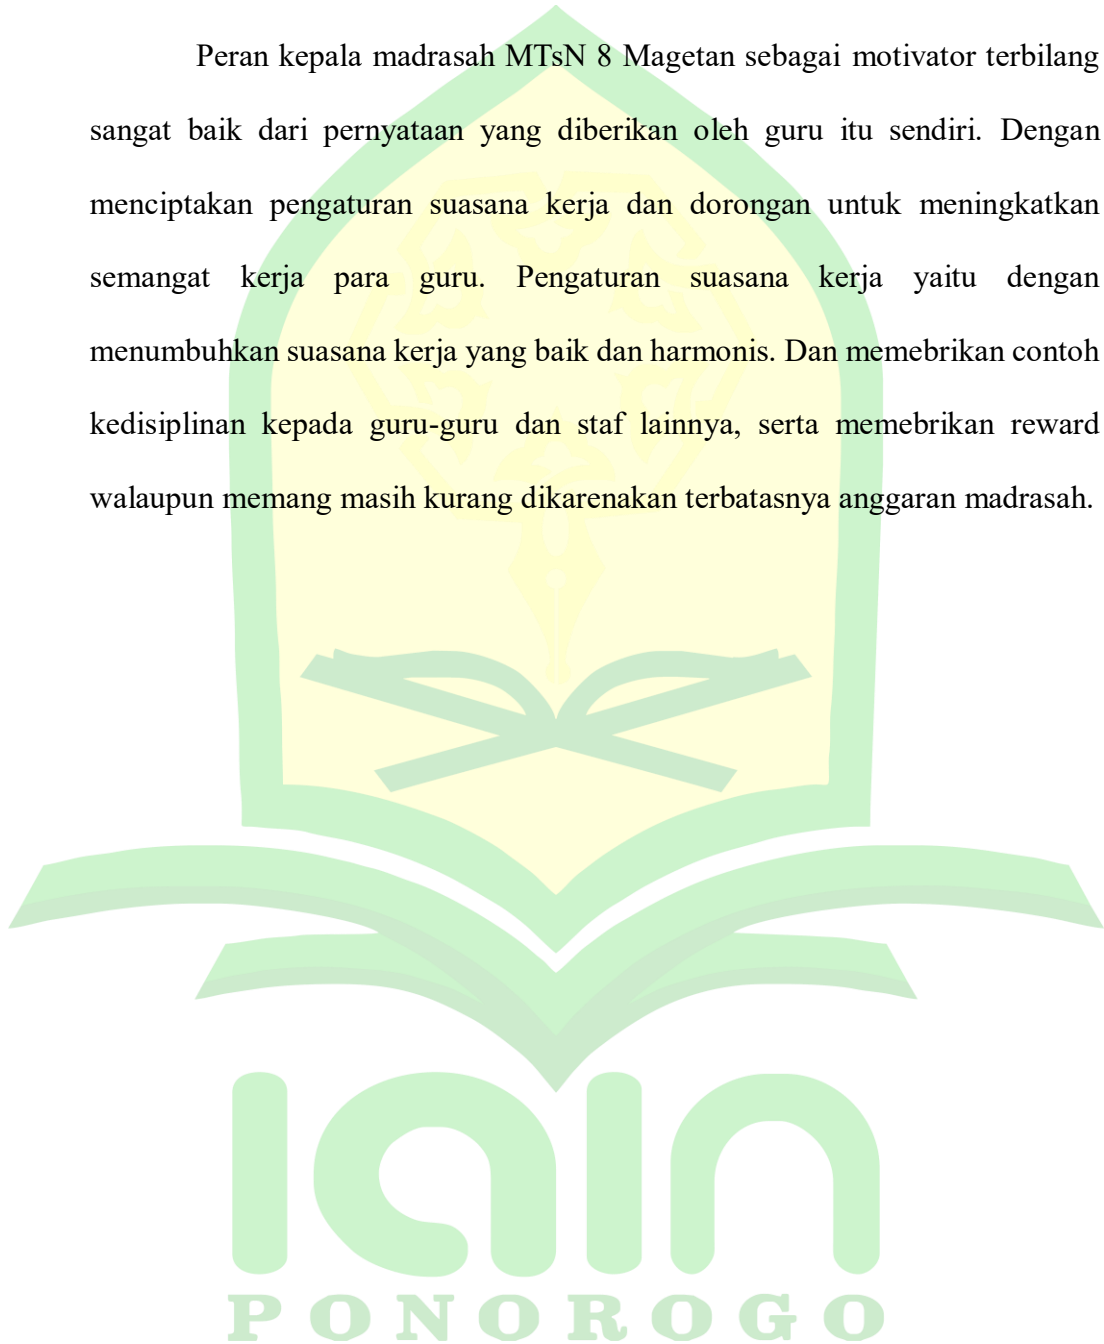 Peran kepala madrasah MTsN 8 Magetan sebagai motivator terbilang
sangat baik dari pernyataan yang diberikan oleh guru itu sendiri. Dengan
menciptakan pengaturan suasana kerja dan dorongan untuk meningkatkan
semangat kerja para guru. Pengaturan suasana kerja yaitu dengan
menumbuhkan suasana kerja yang baik dan harmonis. Dan memebrikan contoh
kedisiplinan kepada guru-guru dan staf lainnya, serta memebrikan reward
walaupun memang masih kurang dikarenakan terbatasnya anggaran madrasah.
iain
PONOROGO